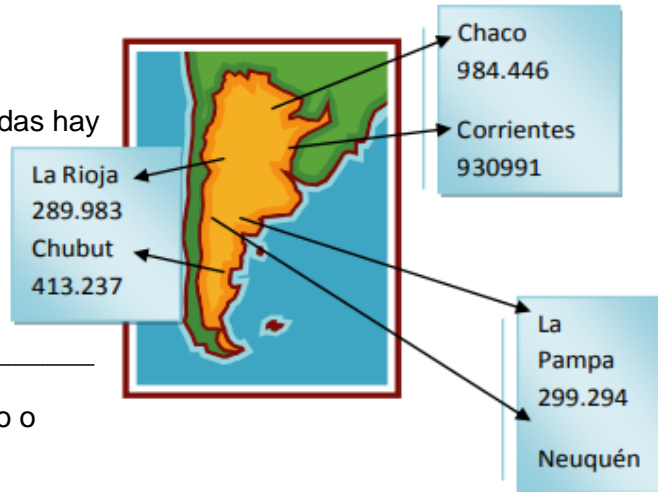 das hay
La Rioja
289.983
Chubut
413.237
o o
Chaco
984.446
Corrientes
930991
La
Pampa
299.294
Neuquén